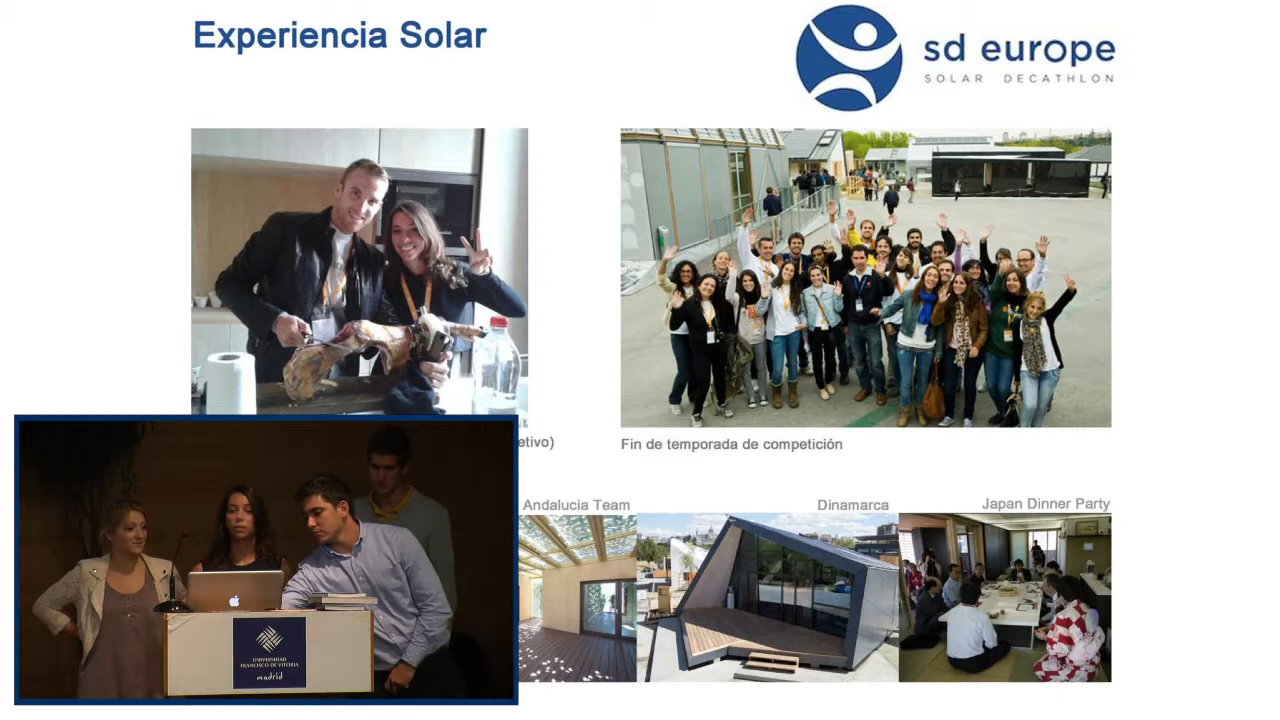 Experiencia Solar
sd europe
SOLAR DECATHLON
etivo)
Fin de temporada de competición
Andalucia Team
Dinamarca
Japan Dinner Party
UNIVERSIDAD
FRANCISCO DE VITORIA
madrid